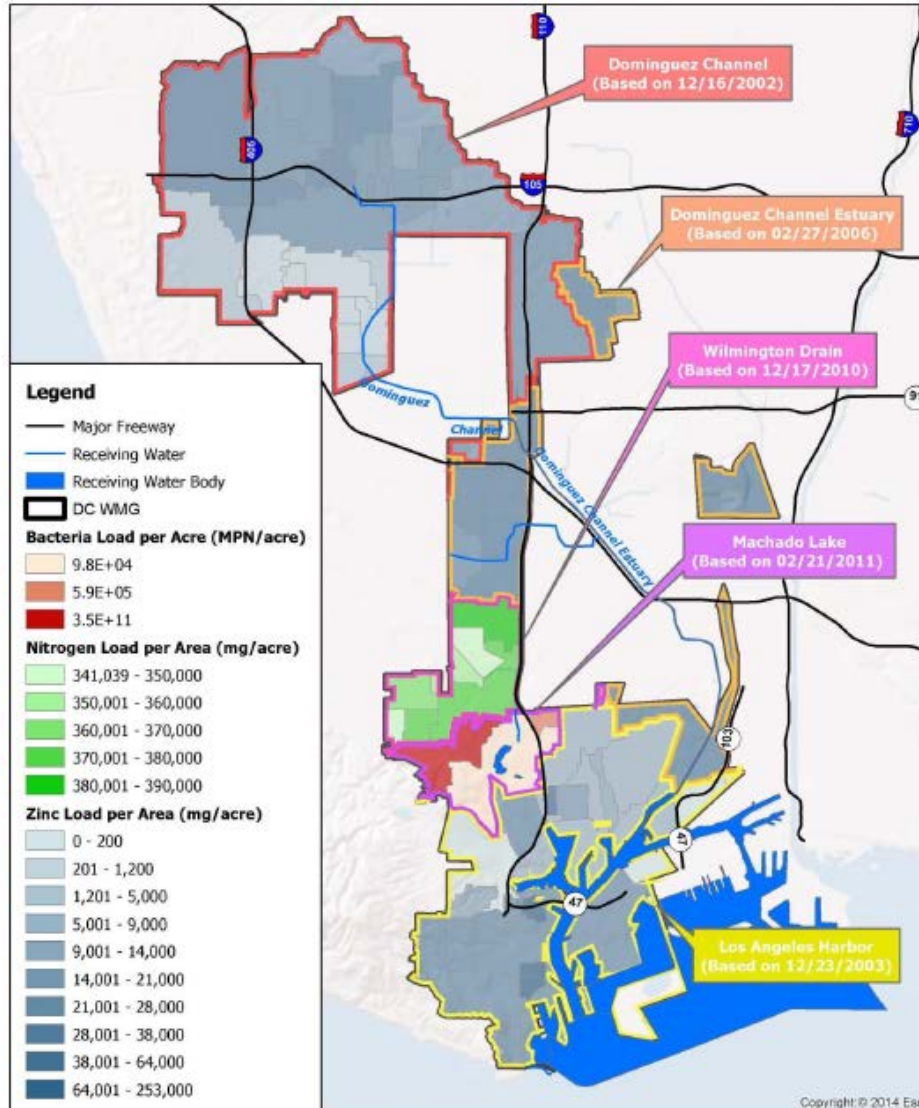 110
Dominguez Channel
(Based on 12/16/2002)
710
405
105
Dominguez Channel Estuary
(Based on 02/27/2006)
Wilmington Drain
(Based on 12/17/2010)
91
Dominguez
Channel
Dominguez Channel Estuary
Machado Lake
(Based on 02/21/2011)
103
47
47
Los Angeles Harbor
(Based on 12/23/2003)
Legend
Major Freeway
Receiving Water
Receiving Water Body
DC WMG
Bacteria Load per Acre (MPN/acre)
9.8E+04
5.9E+05
3.5E+11
Nitrogen Load per Area (mg/acre)
341,039 - 350,000
350,001 - 360,000
360,001 - 370,000
370,001 - 380,000
380,001 - 390,000
Zinc Load per Area (mg/acre)
0 - 200
201 - 1,200
1,201 - 5,000
5,001 - 9,000
9,001 - 14,000
14,001 - 21,000
21,001 - 28,000
28,001 - 38,000
38,001 - 64,000
64,001 - 253,000
Copyright:© 2014 Es